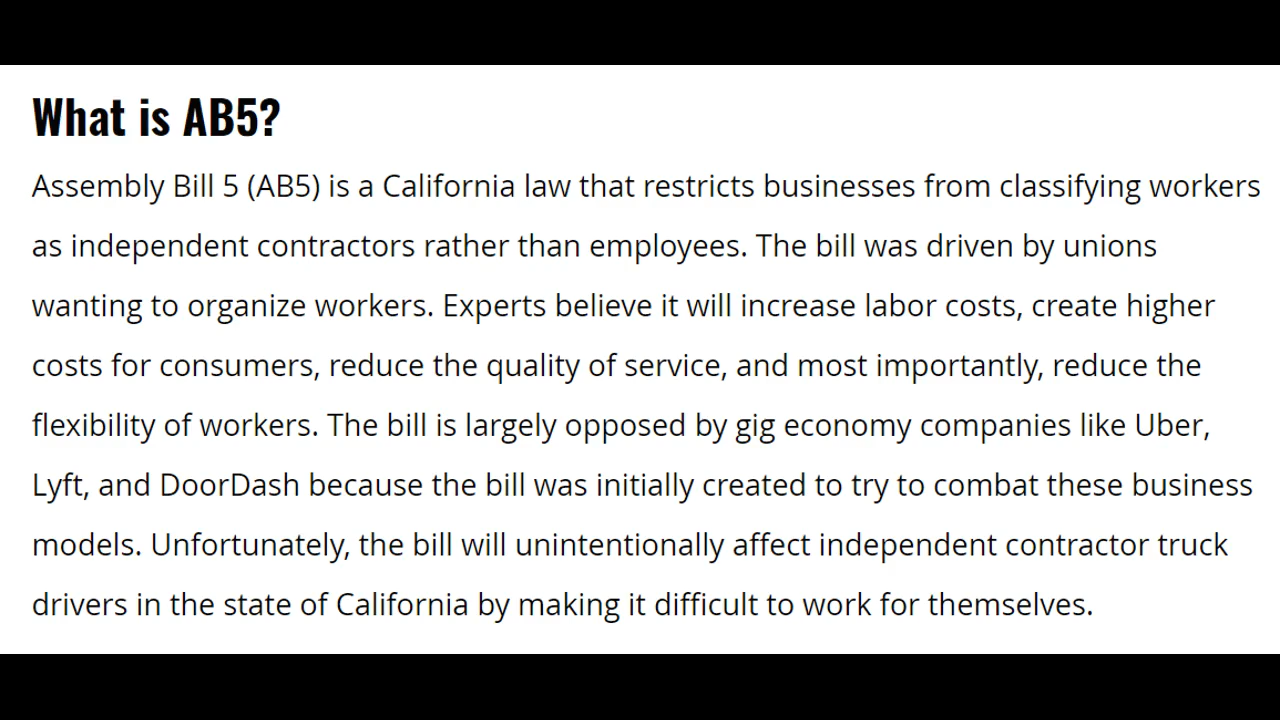 What is AB5?
Assembly Bill 5 (AB5) is a California law that restricts businesses from classifying workers
as independent contractors rather than employees. The bill was driven by unions
wanting to organize workers. Experts believe it will increase labor costs, create higher
costs for consumers, reduce the quality of service, and most importantly, reduce the
flexibility of workers. The bill is largely opposed by gig economy companies like Uber,
Lyft, and DoorDash because the bill was initially created to try to combat these business
models. Unfortunately, the bill will unintentionally affect independent contractor truck
drivers in the state of California by making it difficult to work for themselves.